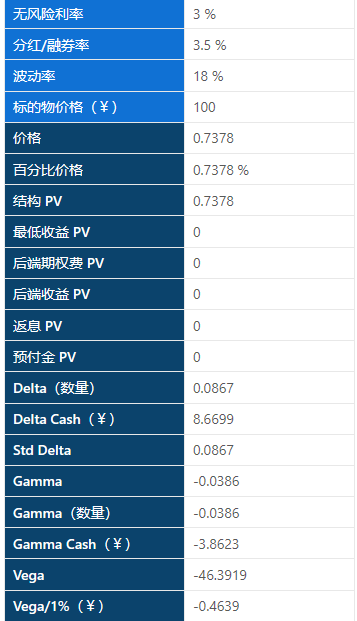 无风险利率 3 %
分红/融券率 3.5 %
波动率 18 %
标的物价格（¥） 100
价格 0.7378
百分比价格 0.7378 %
结构 PV 0.7378
最低收益 PV 0
后端期权费 PV 0
后端收益 PV 0
返息 PV 0
预付金 PV 0
Delta（数量） 0.0867
Delta Cash（¥） 8.6699
Std Delta 0.0867
Gamma -0.0386
Gamma（数量） -0.0386
Gamma Cash（¥） -3.8623
Vega -46.3919
Vega/1%（¥） -0.4639